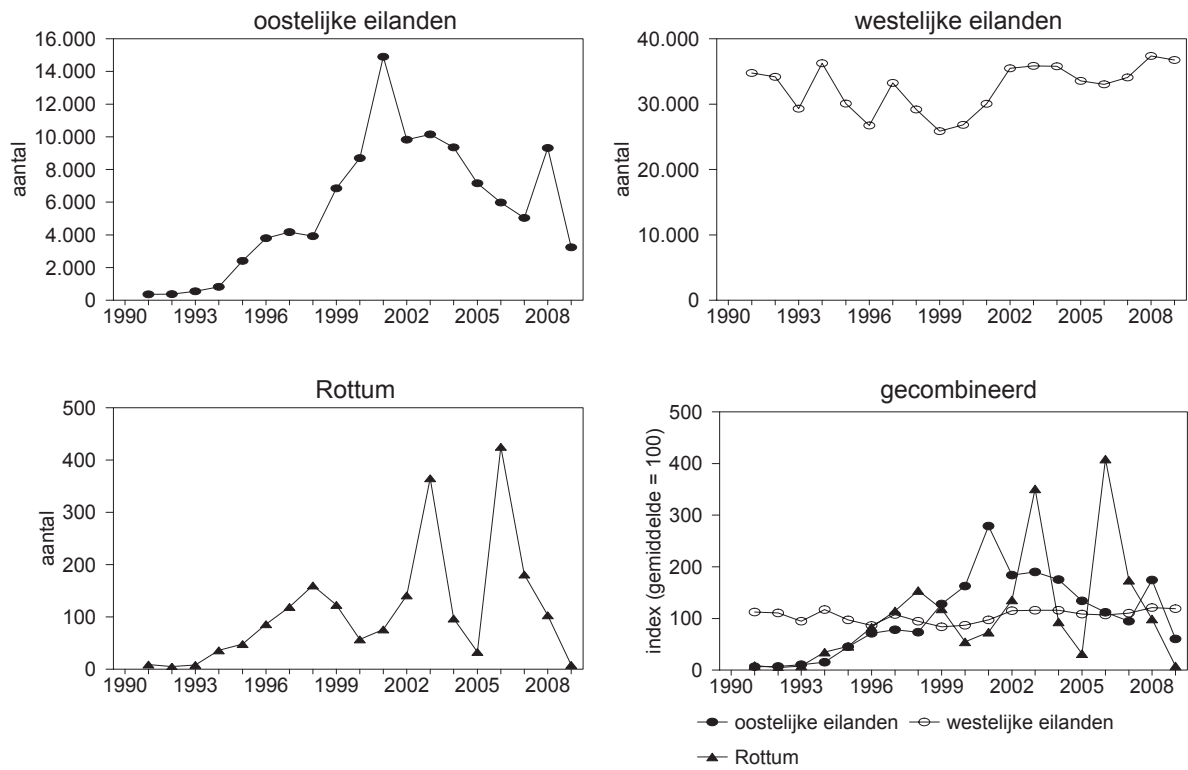 oostelijke eilanden
16.000
14.000
12.000
10.000
8.000
6.000
4.000
2.000
0
aantal
1990 1993 1996 1999 2002 2005 2008
westelijke eilanden
40.000
30.000
20.000
10.000
0
aantal
1990 1993 1996 1999 2002 2005 2008
Rottum
500
400
300
200
100
0
aantal
1990 1993 1996 1999 2002 2005 2008
gecombineerd
500
400
300
200
100
0
index (gemiddelde = 100)
1990 1993 1996 1999 2002 2005 2008
oostelijke eilanden westelijke eilanden
Rottum